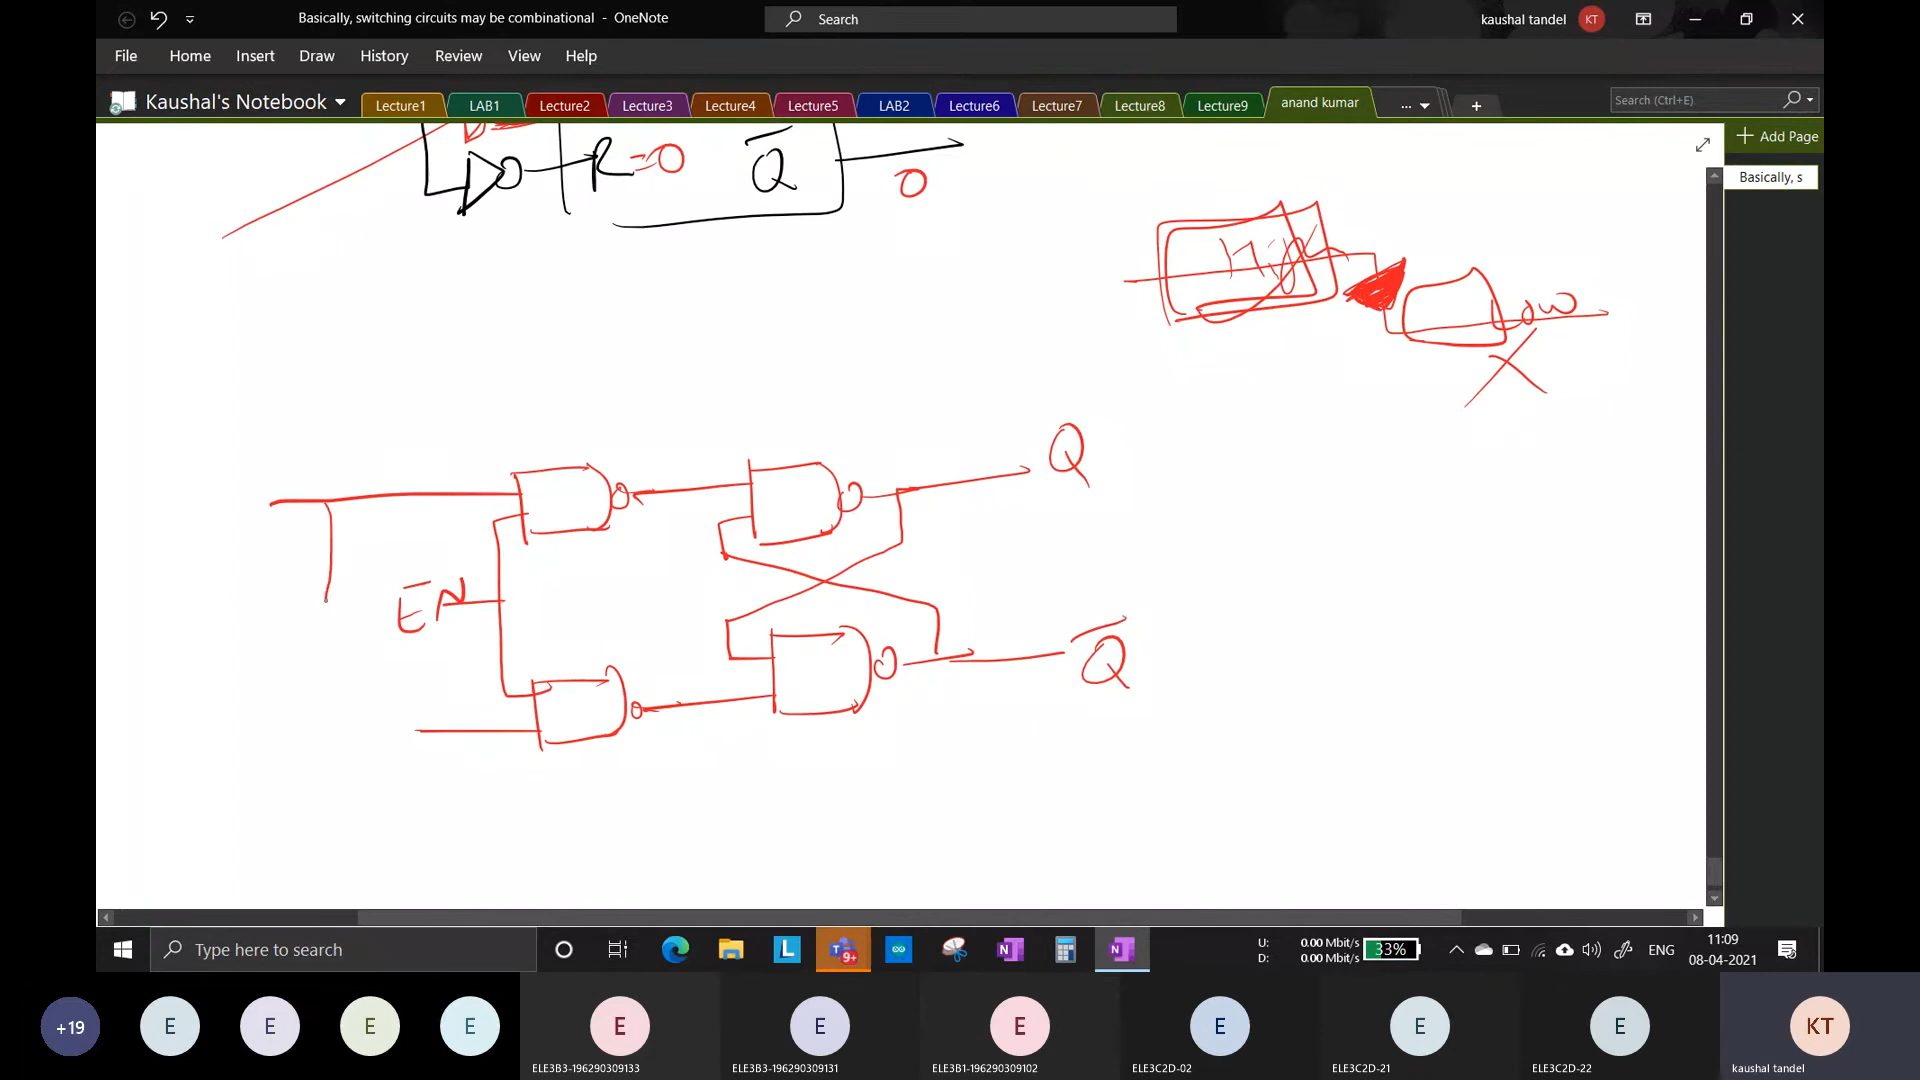 Basically, switching circuits may be combinational - OneNote
Search
kaushal tandel
KT
File Home Insert Draw History Review View Help
Kaushal's Notebook
Lecture1
LAB1
Lecture2
Lecture3
Lecture4
Lecture5
LAB2
Lecture6
Lecture7
Lecture8
Lecture9
anand kumar
...
+
Search (Ctrl+E)
+ Add Page
Basically, s
R=0
Q̅
0
High
Low
X
Q
EN
Q̅
Type here to search
L
9+
U: 0.00 Mbit/s
D: 0.00 Mbit/s
33%
ENG
11:09
08-04-2021
+19
E
E
E
E
E
E
E
E
E
E
KT
ELE3B3-196290309133
ELE3B3-196290309131
ELE3B1-196290309102
ELE3C2D-02
ELE3C2D-21
ELE3C2D-22
kaushal tandel